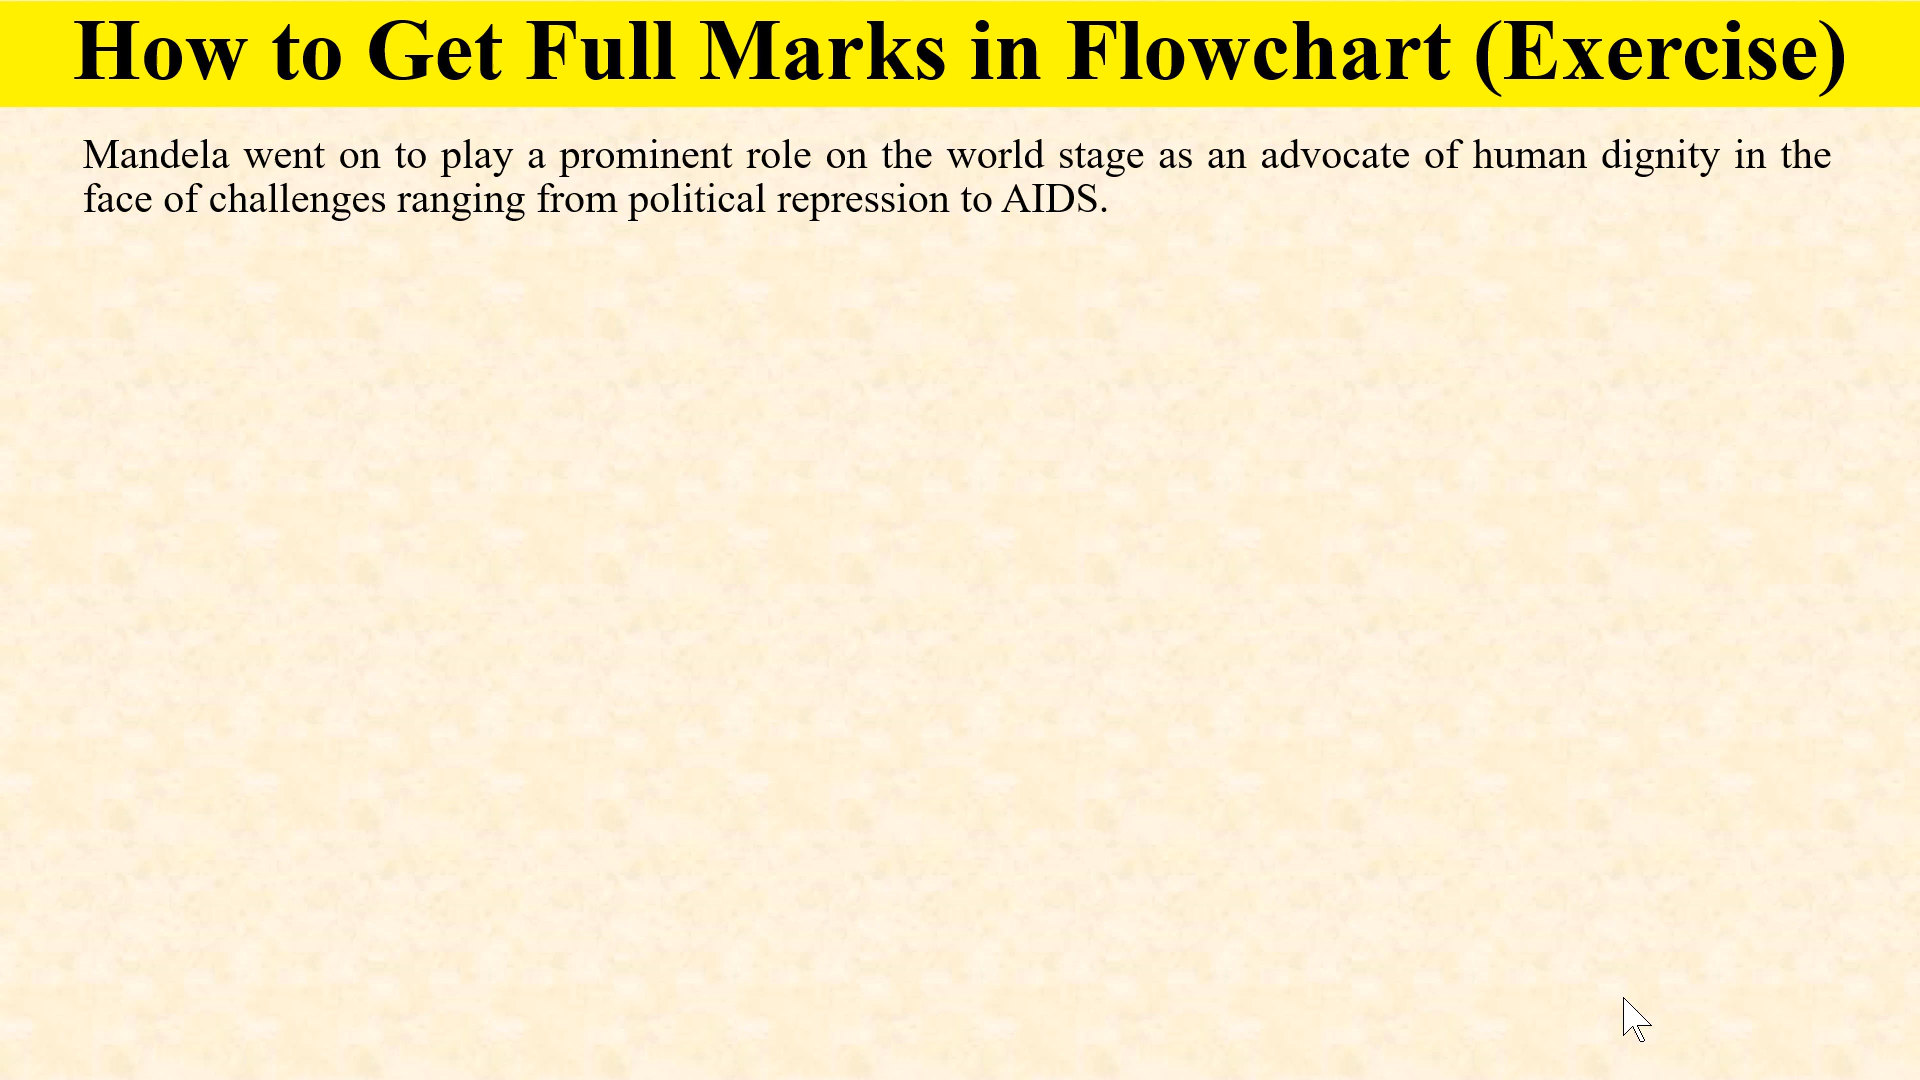 How to Get Full Marks in Flowchart (Exercise)
Mandela went on to play a prominent role on the world stage as an advocate of human dignity in the
face of challenges ranging from political repression to AIDS.